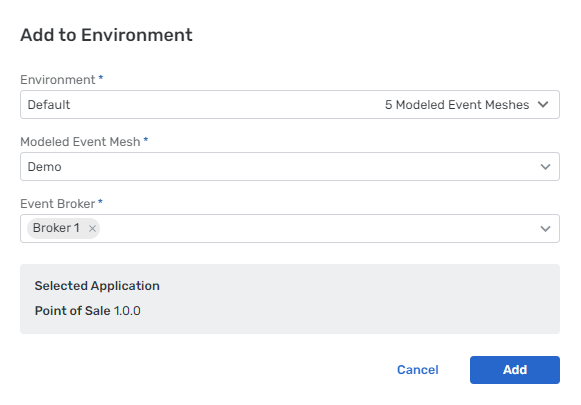 Add to Environment
Environment *
Default 5 Modeled Event Meshes
Modeled Event Mesh *
Demo
Event Broker *
Broker 1 ×
Selected Application
Point of Sale 1.0.0
Cancel Add